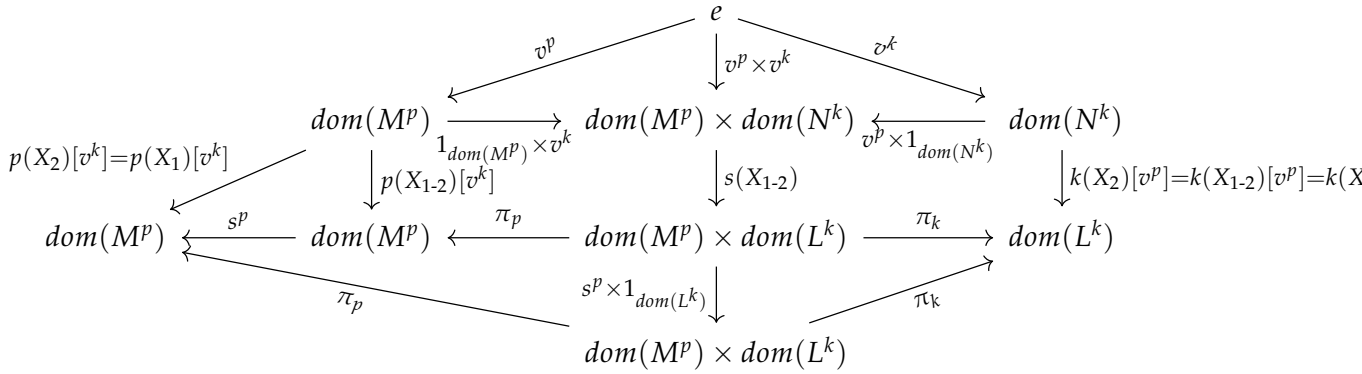 e
v^p v^p × v^k v^k
dom(M^p) dom(M^p) × dom(N^k) dom(N^k)
1_{dom(M^p)} × v^k v^p × 1_{dom(N^k)}
p(X_2)[v^k]=p(X_1)[v^k] p(X_{1-2})[v^k] s(X_{1-2}) k(X_2)[v^p]=k(X_{1-2})[v^p]=k(X
s^p π_p π_k
dom(M^p) dom(M^p) dom(M^p) × dom(L^k) dom(L^k)
π_p s^p × 1_{dom(L^k)} π_k
dom(M^p) × dom(L^k)